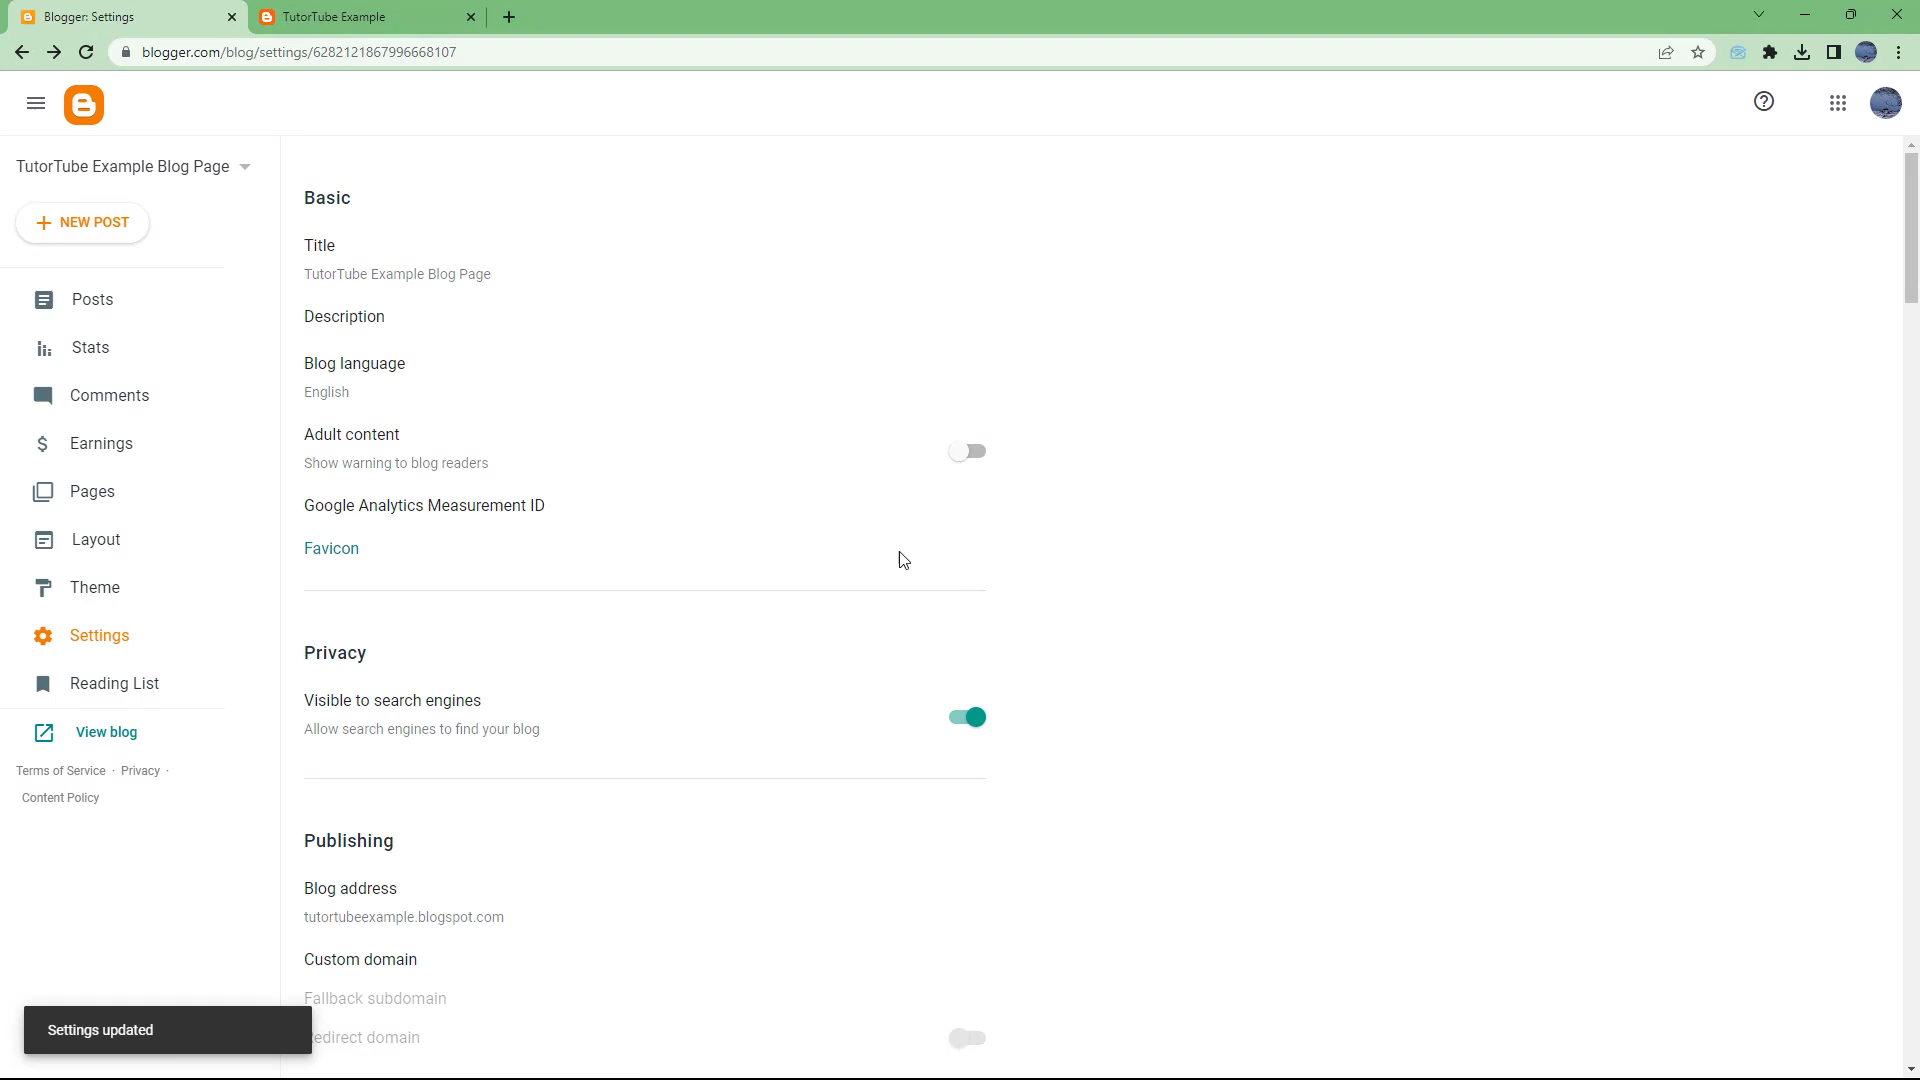 Blogger: Settings
TutorTube Example
blogger.com/blog/settings/6282121867996668107
TutorTube Example Blog Page
NEW POST
Posts
Stats
Comments
Earnings
Pages
Layout
Theme
Settings
Reading List
View blog
Terms of Service · Privacy ·
Content Policy
Basic
Title
TutorTube Example Blog Page
Description
Blog language
English
Adult content
Show warning to blog readers
Google Analytics Measurement ID
Favicon
Privacy
Visible to search engines
Allow search engines to find your blog
Publishing
Blog address
tutortubeexample.blogspot.com
Custom domain
Fallback subdomain
edirect domain
Settings updated